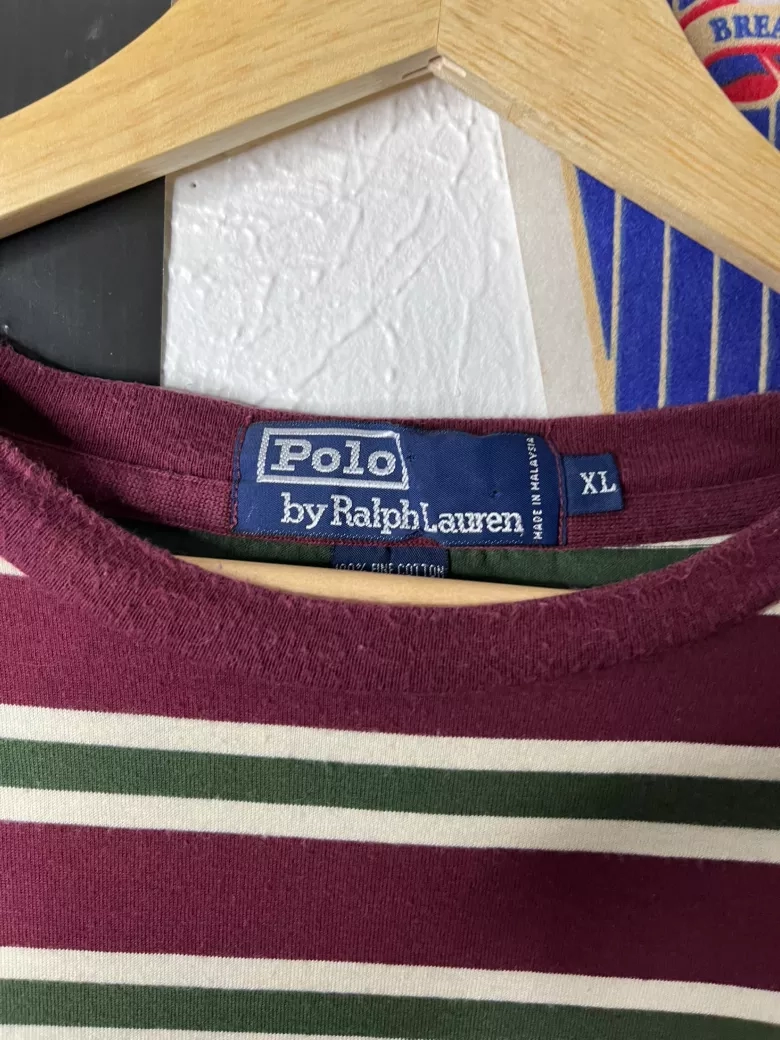 BREA
Polo
by Ralph Lauren
MADE IN MALAYSIA
XL
100% FINE COTTON